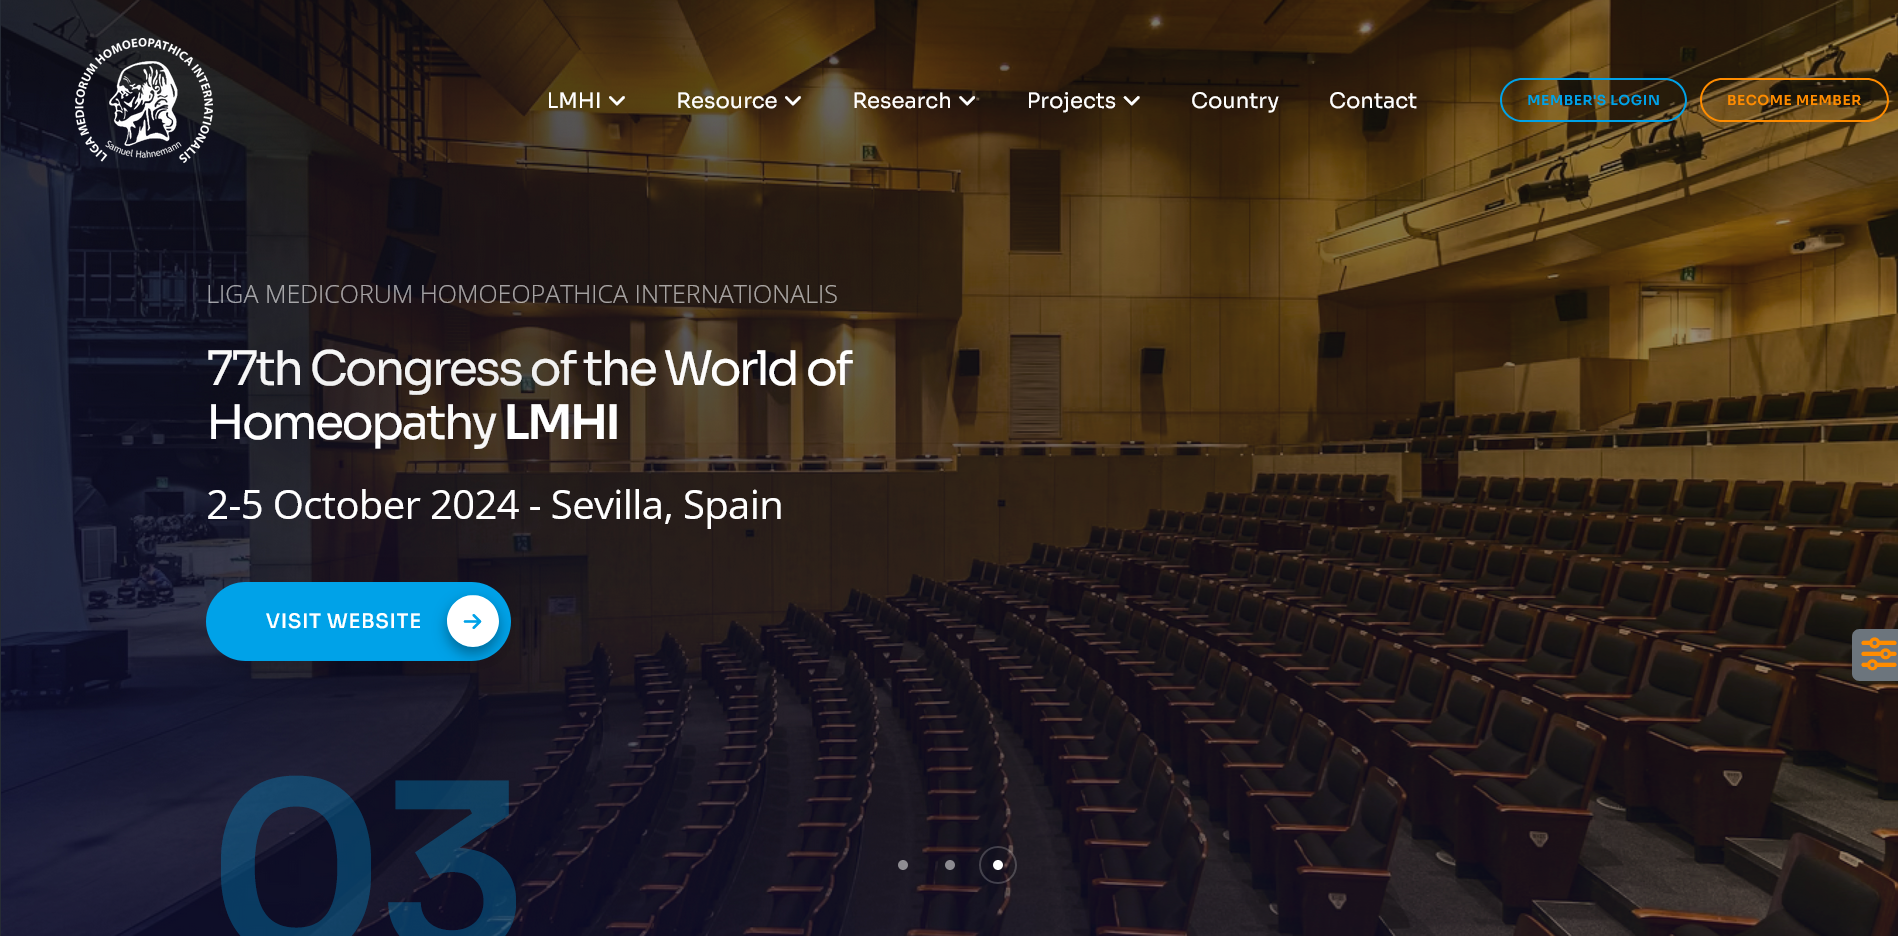 LIGA MEDICORUM HOMOEOPATHICA INTERNATIONALIS
Samuel Hahnemann
LMHI
Resource
Research
Projects
Country
Contact
MEMBER'S LOGIN
BECOME MEMBER
LIGA MEDICORUM HOMOEOPATHICA INTERNATIONALIS
77th Congress of the World of
Homeopathy LMHI
2-5 October 2024 - Sevilla, Spain
VISIT WEBSITE
03